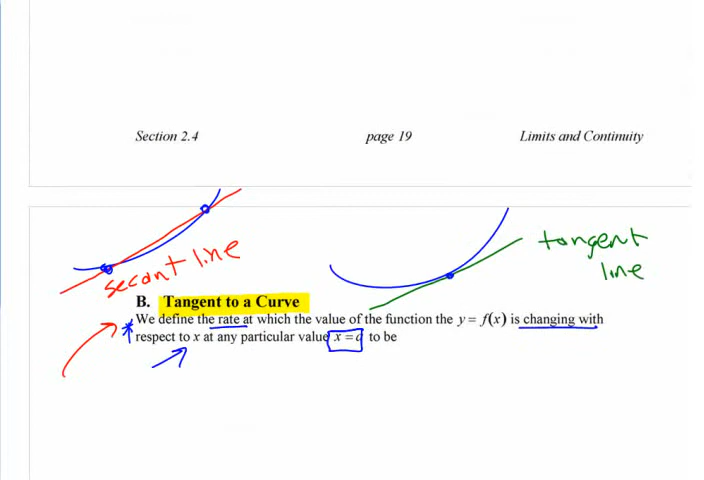 Section 2.4 page 19 Limits and Continuity
secant line
tangent
line
B. Tangent to a Curve
We define the rate at which the value of the function the y = f(x) is changing with
respect to x at any particular value x = a to be